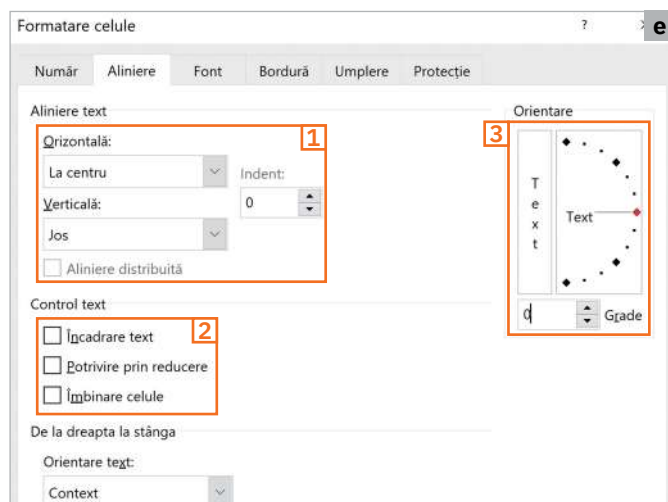 Formatare celule ? e
Număr Aliniere Font Bordură Umplere Protecție
Aliniere text
1
Orizontală:
La centru
Indent:
0
Verticală:
Jos
Aliniere distribuită
Control text
2
Încadrare text
Potrivire prin reducere
Îmbinare celule
De la dreapta la stânga
Orientare text:
Context
Orientare
3
T
e
x
t
Text
0 Grade